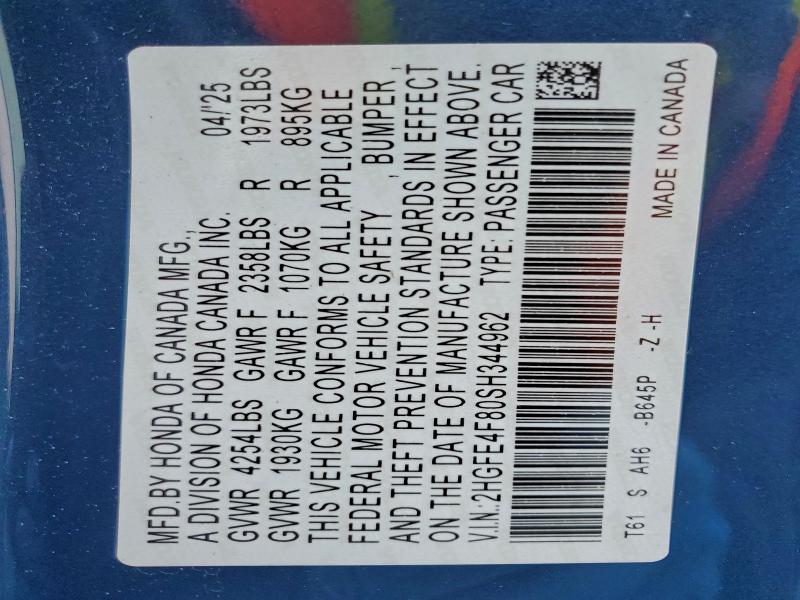 MFD.BY HONDA OF CANADA MFG.,
A DIVISION OF HONDA CANADA INC. 04/'25
GVWR 4254LBS GAWR F 2358LBS R 1973LBS
GVWR 1930KG GAWR F 1070KG R 895KG
THIS VEHICLE CONFORMS TO ALL APPLICABLE
FEDERAL MOTOR VEHICLE SAFETY , BUMPER ,
AND THEFT PREVENTION STANDARDS IN EFFECT
ON THE DATE OF MANUFACTURE SHOWN ABOVE.
V.I.N.:2HGFE4F80SH344962 TYPE: PASSENGER CAR
T61 S AH6 -B645P -Z -H MADE IN CANADA